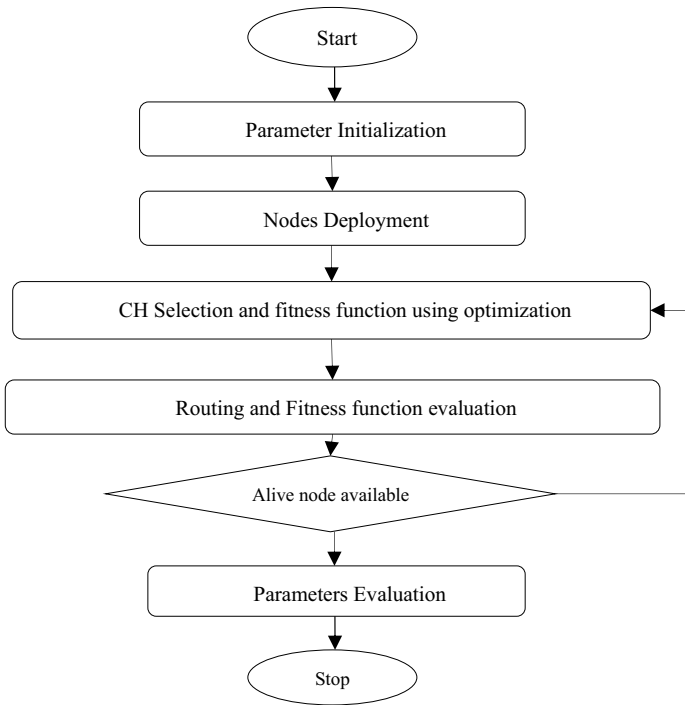 Start
Parameter Initialization
Nodes Deployment
CH Selection and fitness function using optimization
Routing and Fitness function evaluation
Alive node available
Parameters Evaluation
Stop